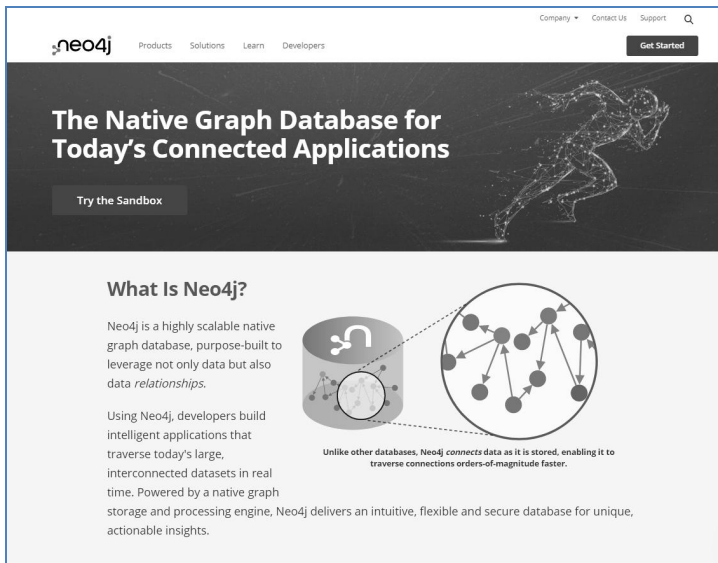 Company Contact Us Support
neo4j Products Solutions Learn Developers Get Started
The Native Graph Database for
Today's Connected Applications
Try the Sandbox
What Is Neo4j?
Neo4j is a highly scalable native
graph database, purpose-built to
leverage not only data but also
data relationships.
Using Neo4j, developers build
intelligent applications that
traverse today's large,
interconnected datasets in real
time. Powered by a native graph
storage and processing engine, Neo4j delivers an intuitive, flexible and secure database for unique,
actionable insights.
n
Unlike other databases, Neo4j connects data as it is stored, enabling it to
traverse connections orders-of-magnitude faster.